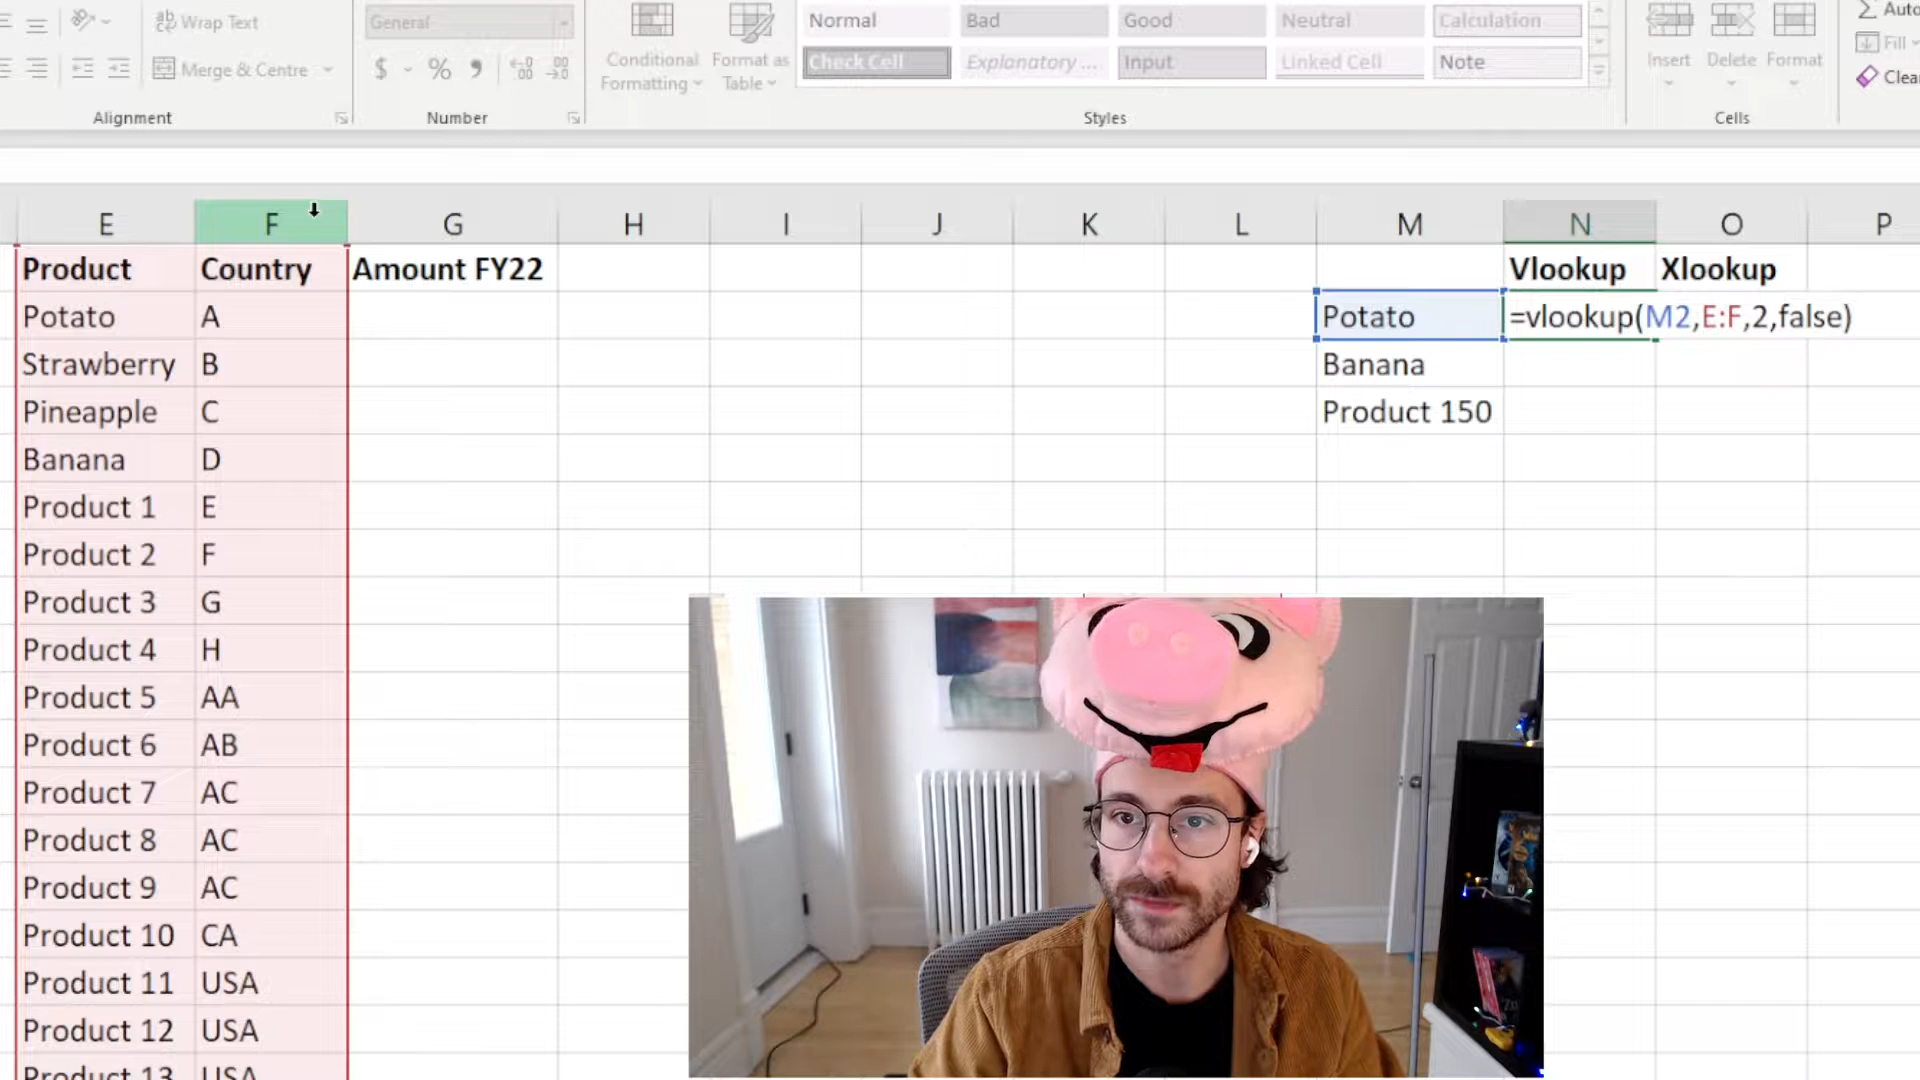 Wrap Text
General
Merge & Centre
$ % 9
Conditional
Formatting
Format as
Table
Normal Bad Good Neutral Calculation
Check Cell Explanatory ... Input Linked Cell Note
Insert Delete Format
Σ Auto
Fill
Clea
Alignment Number Styles Cells
E F G H I J K L M N O P
Product Country Amount FY22 Vlookup Xlookup
Potato A Potato =vlookup(M2,E:F,2,false)
Strawberry B Banana
Pineapple C Product 150
Banana D
Product 1 E
Product 2 F
Product 3 G
Product 4 H
Product 5 AA
Product 6 AB
Product 7 AC
Product 8 AC
Product 9 AC
Product 10 CA
Product 11 USA
Product 12 USA
Product 13 USA